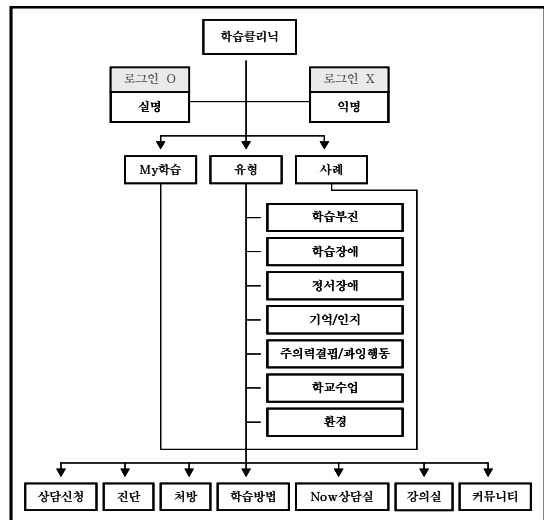 학습클리닉
로그인 O
로그인 X
실명
익명
My학습
유형
사례
학습부진
학습장애
정서장애
기억/인지
주의력결핍/과잉행동
학교수업
환경
상담신청
진단
처방
학습방법
Now상담실
강의실
커뮤니티